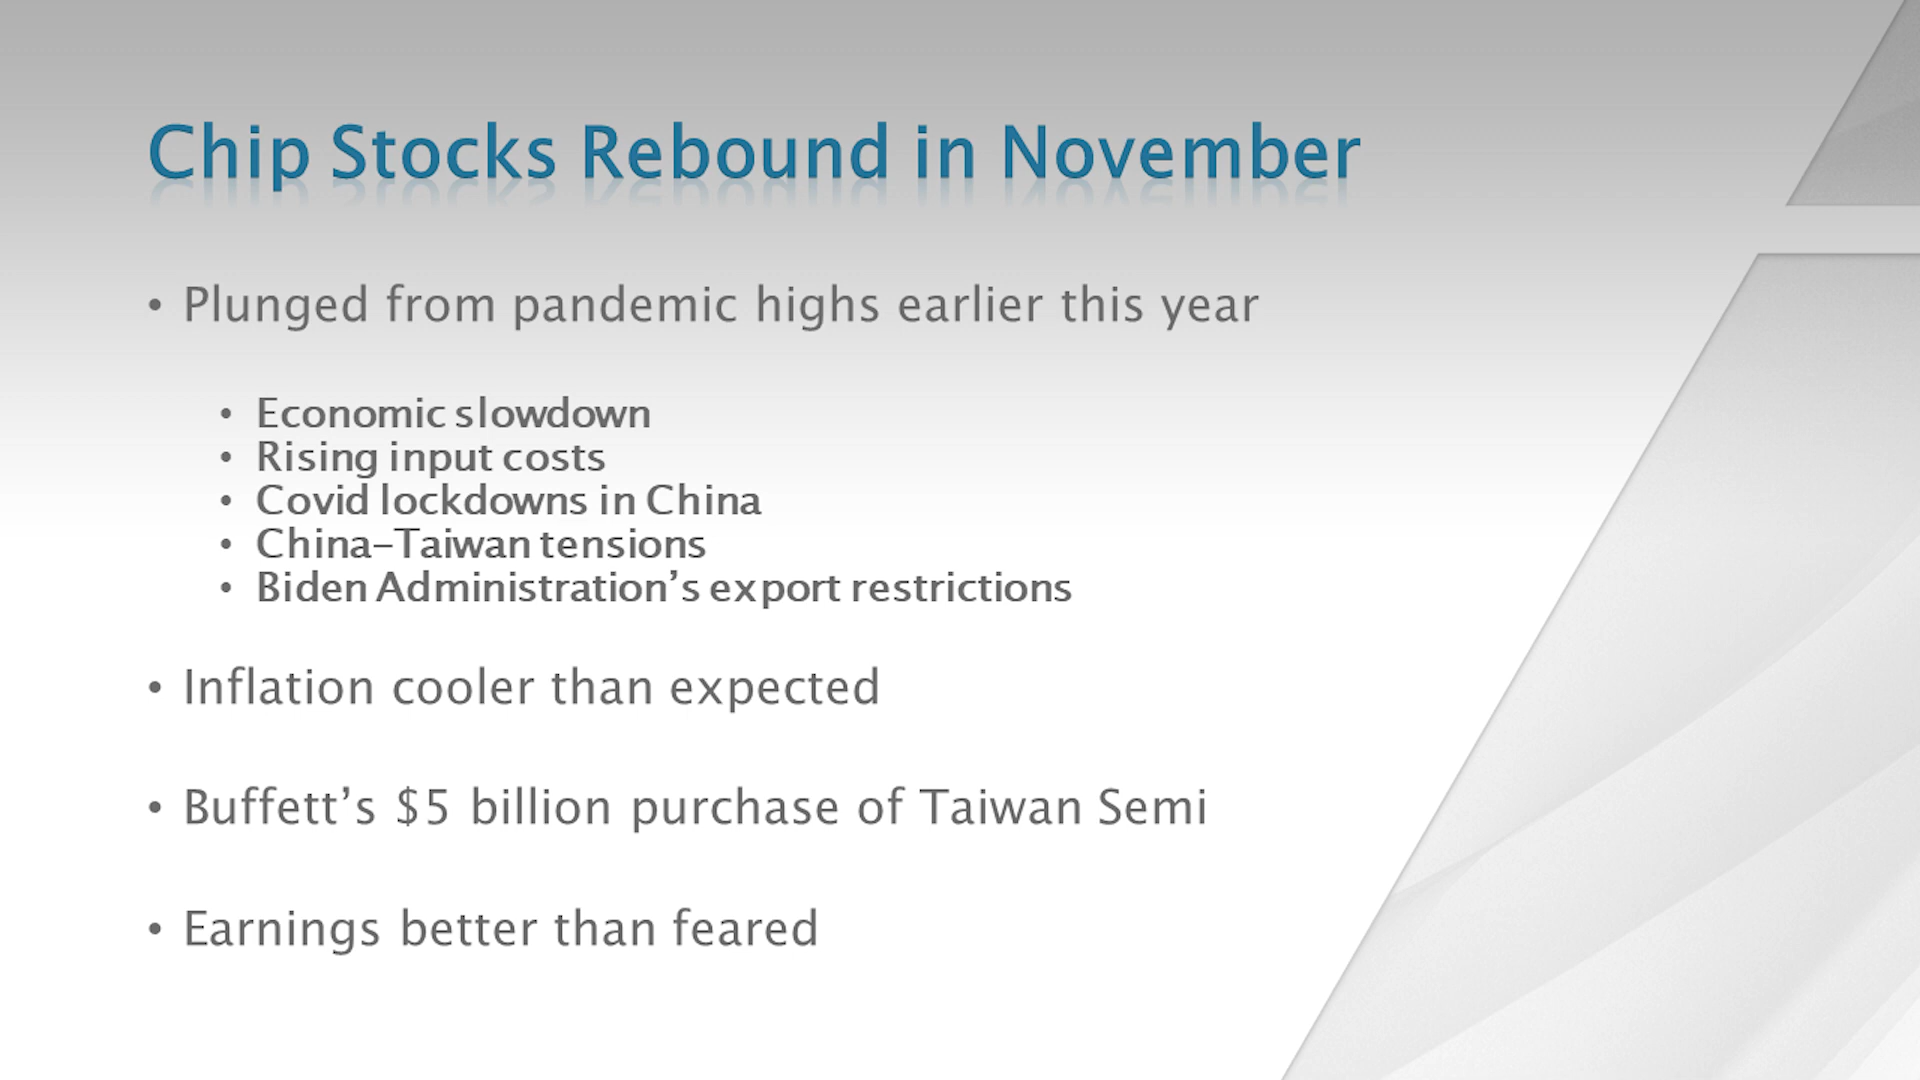 Chip Stocks Rebound in November
• Plunged from pandemic highs earlier this year
• Economic slowdown
• Rising input costs
• Covid lockdowns in China
• China–Taiwan tensions
• Biden Administration’s export restrictions
• Inflation cooler than expected
• Buffett’s $5 billion purchase of Taiwan Semi
• Earnings better than feared